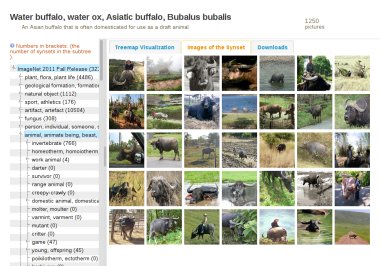 Water buffalo, water ox, Asiatic buffalo, Bubalus bubalis
An Asian buffalo that is often domesticated for use as a draft animal
1250
pictures
Numbers in brackets: (the
number of synsets in the subtree
)
Treemap Visualization
Images of the Synset
Downloads
ImageNet 2011 Fall Release (32
plant, flora, plant life (4486)
geological formation, formation
natural object (1112)
sport, athletics (176)
artifact, artefact (10504)
fungus (308)
person, individual, someone,
animal, animate being, beast,
invertebrate (766)
homeotherm, homoiotherm,
work animal (4)
darter (0)
survivor (0)
range animal (0)
creepy-crawly (0)
domestic animal, domestica
molter, moulter (0)
varmint, varment (0)
mutant (0)
critter (0)
game (47)
young, offspring (45)
poikilotherm, ectotherm (0)